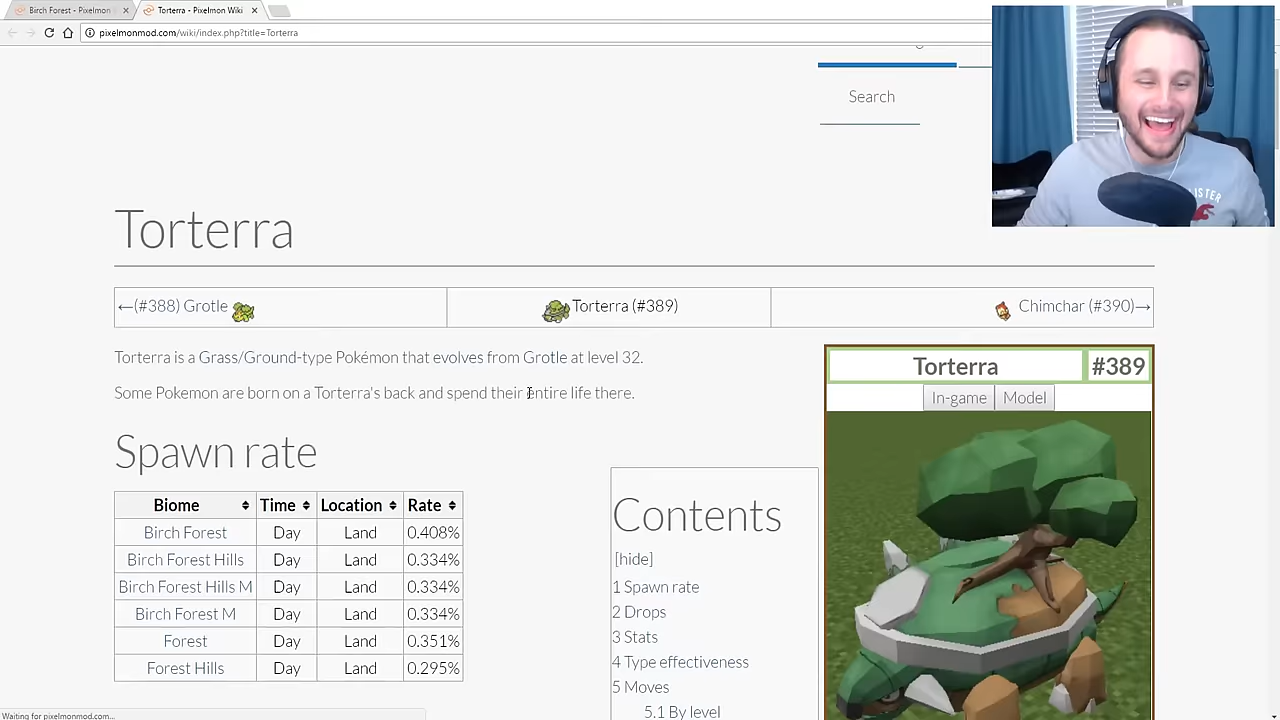 Birch Forest - Pixelmon
Torterra - Pixelmon Wiki
pixelmonmod.com/wiki/index.php?title=Torterra
Search
Torterra
←(#388) Grotle
Torterra (#389)
Chimchar (#390)→
Torterra is a Grass/Ground-type Pokémon that evolves from Grotle at level 32.
Some Pokemon are born on a Torterra's back and spend their entire life there.
Torterra #389
In-game Model
Spawn rate
Biome Time Location Rate
Birch Forest Day Land 0.408%
Birch Forest Hills Day Land 0.334%
Birch Forest Hills M Day Land 0.334%
Birch Forest M Day Land 0.334%
Forest Day Land 0.351%
Forest Hills Day Land 0.295%
Contents
[hide]
1 Spawn rate
2 Drops
3 Stats
4 Type effectiveness
5 Moves
5.1 By level
Waiting for pixelmonmod.com...